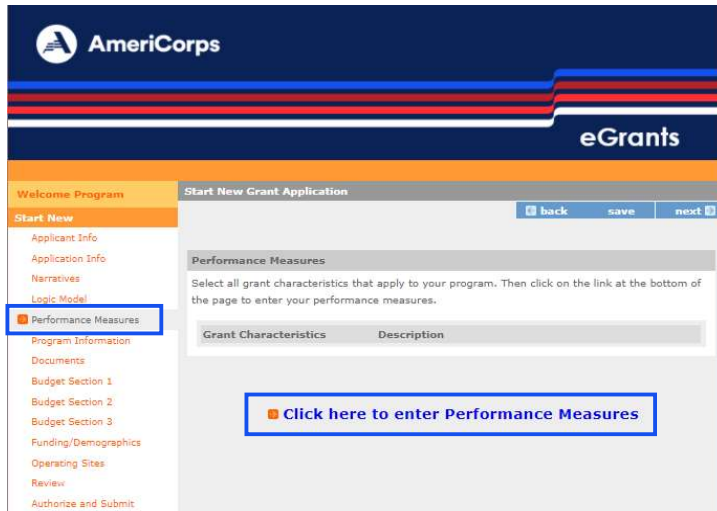 AmeriCorps
eGrants
Welcome Program
Start New
Applicant Info
Application Info
Narratives
Logic Model
Performance Measures
Program Information
Documents
Budget Section 1
Budget Section 2
Budget Section 3
Funding/Demographics
Operating Sites
Review
Authorize and Submit
Start New Grant Application
back save next
Performance Measures
Select all grant characteristics that apply to your program. Then click on the link at the bottom of
the page to enter your performance measures.
Grant Characteristics Description
Click here to enter Performance Measures